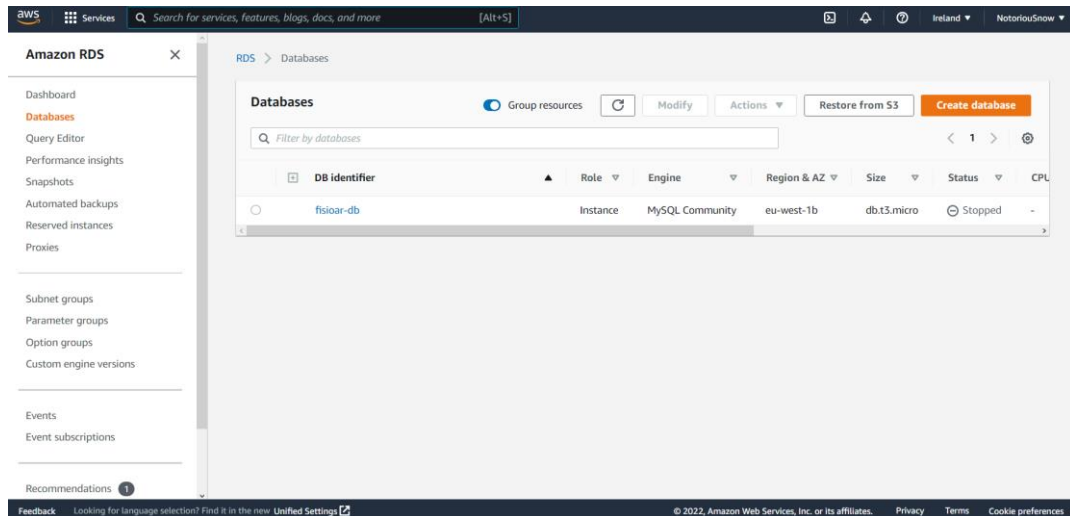 aws Services Search for services, features, blogs, docs, and more [Alt+S] Ireland NotoriouSnow
Amazon RDS
Dashboard
Databases
Query Editor
Performance insights
Snapshots
Automated backups
Reserved instances
Proxies
Subnet groups
Parameter groups
Option groups
Custom engine versions
Events
Event subscriptions
Recommendations 1
RDS > Databases
Databases Group resources Modify Actions Restore from S3 Create database
Filter by databases 1
DB identifier Role Engine Region & AZ Size Status CPU
fisioar-db Instance MySQL Community eu-west-1b db.t3.micro Stopped -
Feedback Looking for language selection? Find it in the new Unified Settings © 2022, Amazon Web Services, Inc. or its affiliates. Privacy Terms Cookie preferences